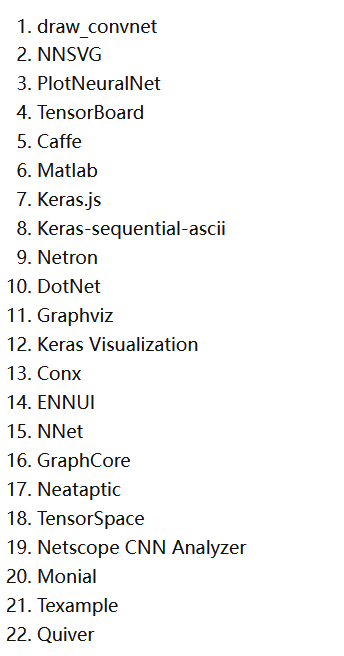 1. draw_convnet
2. NNSVG
3. PlotNeuralNet
4. TensorBoard
5. Caffe
6. Matlab
7. Keras.js
8. Keras-sequential-ascii
9. Netron
10. DotNet
11. Graphviz
12. Keras Visualization
13. Conx
14. ENNUI
15. NNet
16. GraphCore
17. Neataptic
18. TensorSpace
19. Netscope CNN Analyzer
20. Monial
21. Texample
22. Quiver